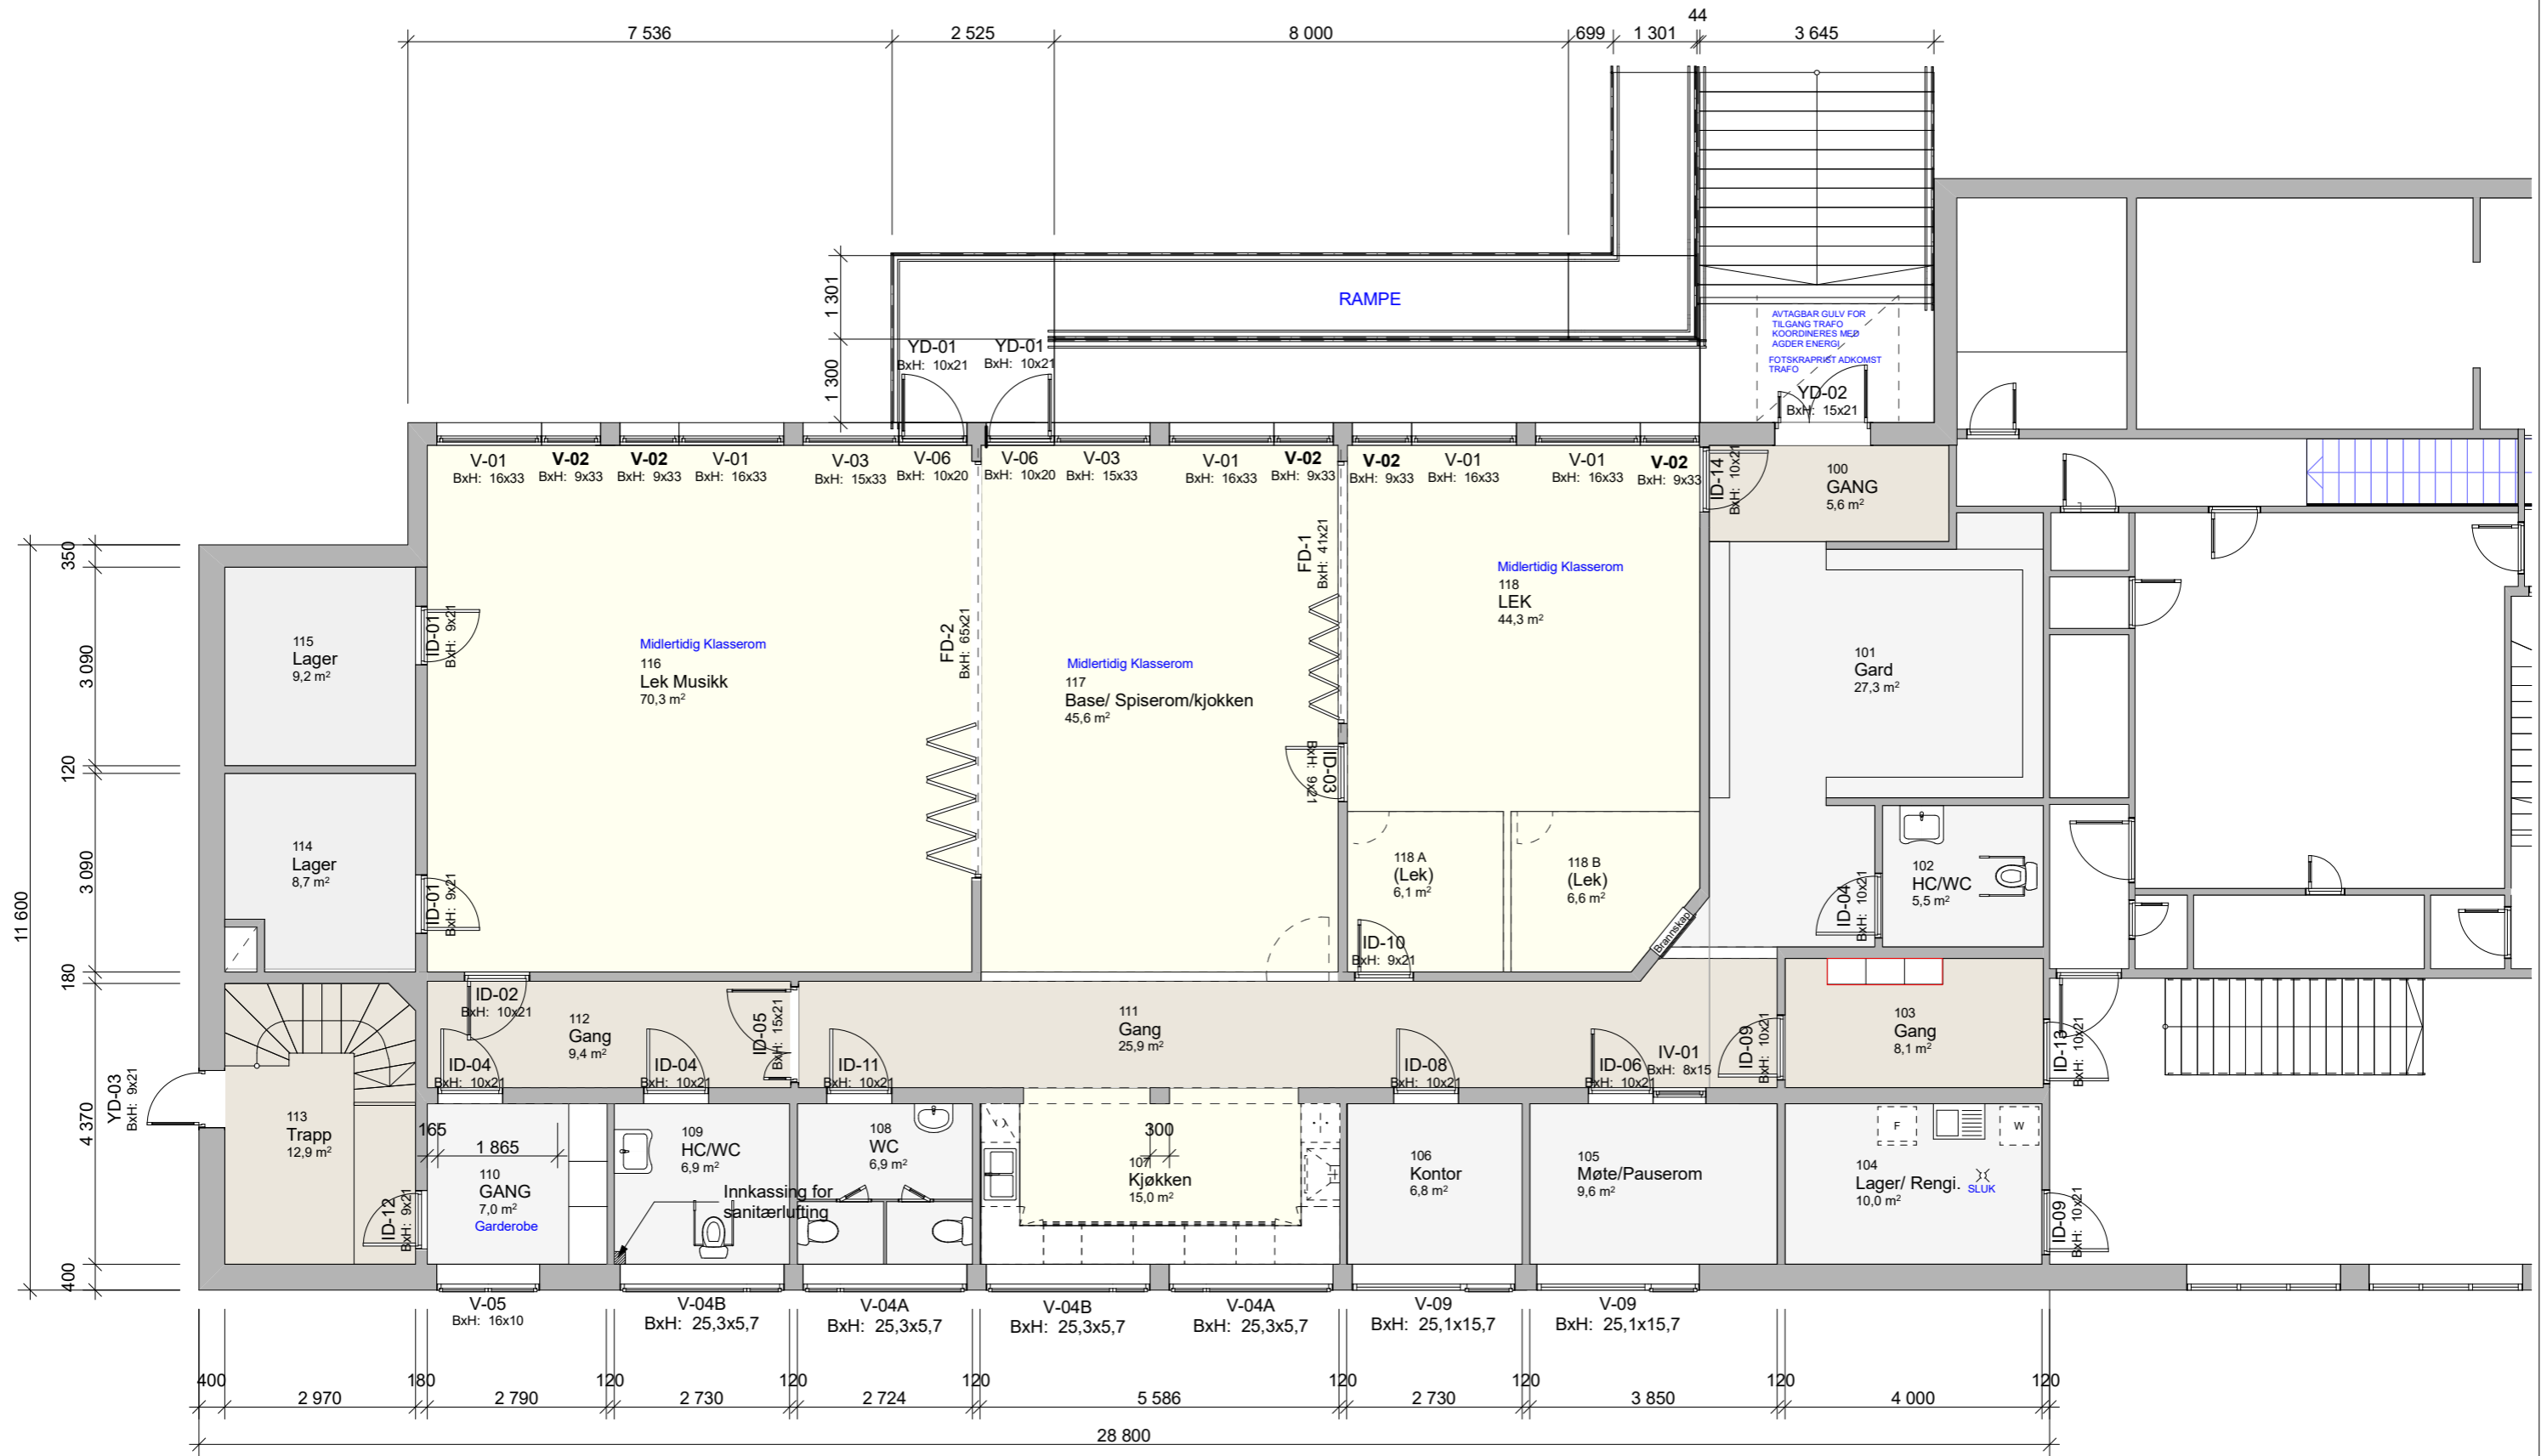 44
7 536
2 525
8 000
699
1 301
3 645
1 301
1 300
RAMPE
AVTAGBAR GULV FOR
TILGANG TRAFO
KOORDINERES MED
AGDER ENERGI
FOTSKRAPRIST ADKOMST
TRAFO
YD-01
BxH: 10x21
YD-01
BxH: 10x21
YD-02
BxH: 15x21
V-01
BxH: 16x33
V-02
BxH: 9x33
V-02
BxH: 9x33
V-01
BxH: 16x33
V-03
BxH: 15x33
V-06
BxH: 10x20
V-06
BxH: 10x20
V-03
BxH: 15x33
V-01
BxH: 16x33
V-02
BxH: 9x33
V-02
BxH: 9x33
V-01
BxH: 16x33
V-01
BxH: 16x33
V-02
BxH: 9x33
ID-14
BxH: 10x21
100
GANG
5,6 m²
350
3 090
120
3 090
180
4 370
400
11 600
115
Lager
9,2 m²
ID-01
BxH: 9x21
Midlertidig Klasserom
116
Lek Musikk
70,3 m²
FD-2
BxH: 65x21
Midlertidig Klasserom
117
Base/ Spiserom/kjokken
45,6 m²
FD-1
BxH: 41x21
ID-03
BxH: 9x21
Midlertidig Klasserom
118
LEK
44,3 m²
101
Gard
27,3 m²
114
Lager
8,7 m²
ID-01
BxH: 9x21
118 A
(Lek)
6,1 m²
118 B
(Lek)
6,6 m²
Brannskap
ID-10
BxH: 9x21
ID-04
BxH: 10x21
102
HC/WC
5,5 m²
ID-02
BxH: 10x21
112
Gang
9,4 m²
ID-05
BxH: 15x21
111
Gang
25,9 m²
103
Gang
8,1 m²
ID-09
BxH: 10x21
ID-13
BxH: 10x21
ID-04
BxH: 10x21
ID-04
BxH: 10x21
ID-11
BxH: 10x21
ID-08
BxH: 10x21
ID-06
BxH: 10x21
IV-01
BxH: 8x15
YD-03
BxH: 9x21
113
Trapp
12,9 m²
ID-12
BxH: 9x21
165
1 865
110
GANG
7,0 m²
Garderobe
109
HC/WC
6,9 m²
Innkassing for
sanitærlufting
108
WC
6,9 m²
300
107
Kjøkken
15,0 m²
106
Kontor
6,8 m²
105
Møte/Pauserom
9,6 m²
104
Lager/ Rengj.
10,0 m²
F
W
SLUK
ID-09
BxH: 10x21
V-05
BxH: 16x10
V-04B
BxH: 25,3x5,7
V-04A
BxH: 25,3x5,7
V-04B
BxH: 25,3x5,7
V-04A
BxH: 25,3x5,7
V-09
BxH: 25,1x15,7
V-09
BxH: 25,1x15,7
400
2 970
180
2 790
120
2 730
120
2 724
120
5 586
120
2 730
120
3 850
120
4 000
120
28 800